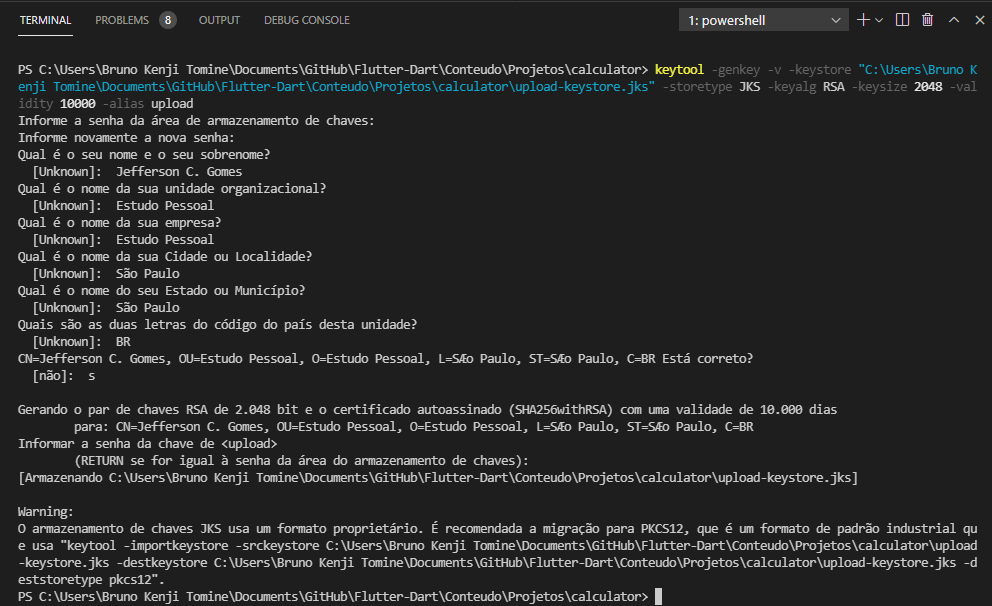 TERMINAL PROBLEMS 8 OUTPUT DEBUG CONSOLE 1: powershell
PS C:\Users\Bruno Kenji Tomine\Documents\GitHub\Flutter-Dart\Conteudo\Projetos\calculator> keytool -genkey -v -keystore "C:\Users\Bruno K
enji Tomine\Documents\GitHub\Flutter-Dart\Conteudo\Projetos\calculator\upload-keystore.jks" -storetype JKS -keyalg RSA -keysize 2048 -val
idity 10000 -alias upload
Informe a senha da área de armazenamento de chaves:
Informe novamente a nova senha:
Qual é o seu nome e o seu sobrenome?
  [Unknown]:  Jefferson C. Gomes
Qual é o nome da sua unidade organizacional?
  [Unknown]:  Estudo Pessoal
Qual é o nome da sua empresa?
  [Unknown]:  Estudo Pessoal
Qual é o nome da sua Cidade ou Localidade?
  [Unknown]:  São Paulo
Qual é o nome do seu Estado ou Município?
  [Unknown]:  São Paulo
Quais são as duas letras do código do país desta unidade?
  [Unknown]:  BR
CN=Jefferson C. Gomes, OU=Estudo Pessoal, O=Estudo Pessoal, L=SÆo Paulo, ST=SÆo Paulo, C=BR Está correto?
  [não]:  s
Gerando o par de chaves RSA de 2.048 bit e o certificado autoassinado (SHA256withRSA) com uma validade de 10.000 dias
        para: CN=Jefferson C. Gomes, OU=Estudo Pessoal, O=Estudo Pessoal, L=SÆo Paulo, ST=SÆo Paulo, C=BR
Informar a senha da chave de <upload>
        (RETURN se for igual à senha da área do armazenamento de chaves):
[Armazenando C:\Users\Bruno Kenji Tomine\Documents\GitHub\Flutter-Dart\Conteudo\Projetos\calculator\upload-keystore.jks]
Warning:
O armazenamento de chaves JKS usa um formato proprietário. É recomendada a migração para PKCS12, que é um formato de padrão industrial qu
e usa "keytool -importkeystore -srckeystore C:\Users\Bruno Kenji Tomine\Documents\GitHub\Flutter-Dart\Conteudo\Projetos\calculator\upload
-keystore.jks -destkeystore C:\Users\Bruno Kenji Tomine\Documents\GitHub\Flutter-Dart\Conteudo\Projetos\calculator\upload-keystore.jks -d
eststoretype pkcs12".
PS C:\Users\Bruno Kenji Tomine\Documents\GitHub\Flutter-Dart\Conteudo\Projetos\calculator>